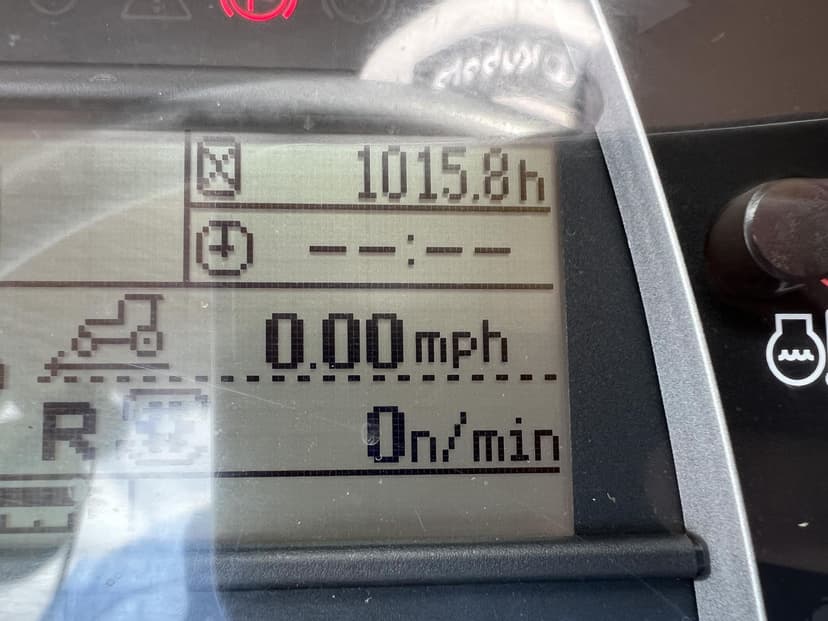 1015.8h
--:--
0.00mph
R 0n/min